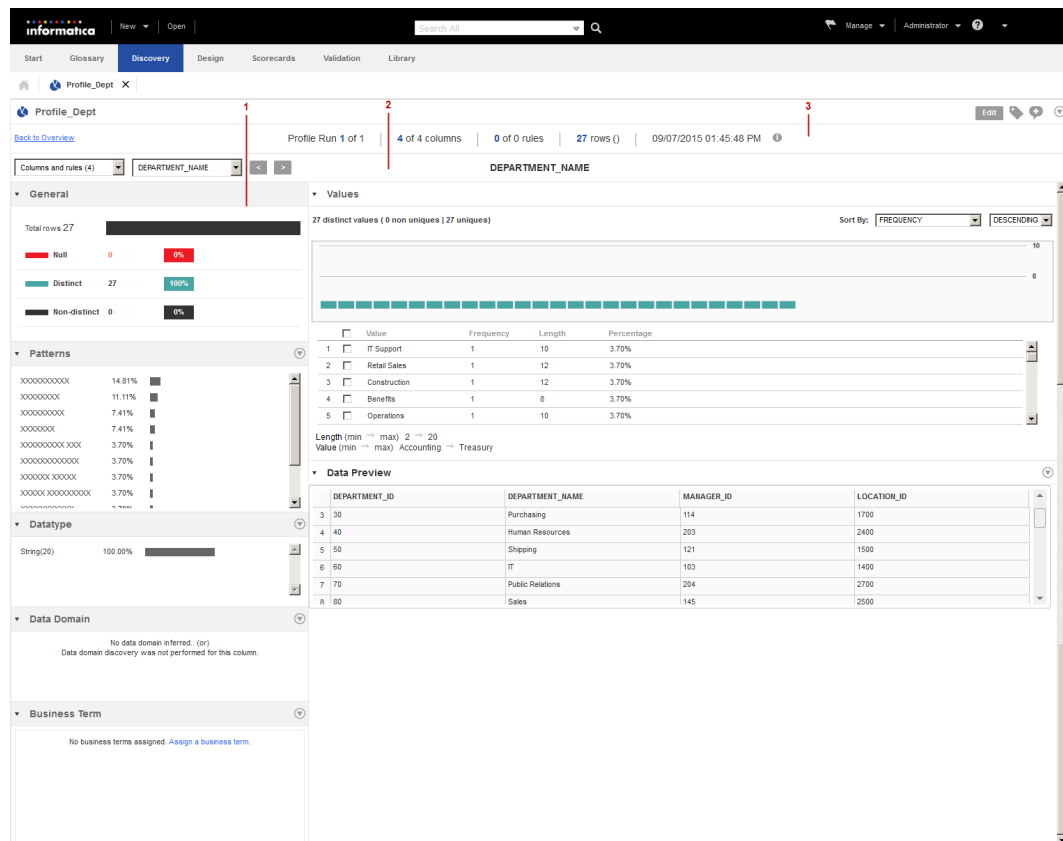 informatica New Open Search All Manage Administrator ?
Start Glossary Discovery Design Scorecards Validation Library
Profile_Dept X
1 2 3
Profile_Dept Edit
Back to Overview Profile Run 1 of 1 4 of 4 columns 0 of 0 rules 27 rows () 09/07/2015 01:45:48 PM
Columns and rules (4) DEPARTMENT_NAME < > DEPARTMENT_NAME
General
Total rows 27
Null 0 0%
Distinct 27 100%
Non-distinct 0 0%
Patterns
XXXXXXXXXX 14.81%
XXXXXXXX 11.11%
XXXXXXXXX 7.41%
XXXXXXX 7.41%
XXXXXXXXX XXX 3.70%
XXXXXXXXXXXX 3.70%
XXXXXX XXXXX 3.70%
XXXXX XXXXXXXXX 3.70%
Datatype
String(20) 100.00%
Data Domain
No data domain inferred.. (or)
Data domain discovery was not performed for this column.
Business Term
No business terms assigned. Assign a business term.
Values
27 distinct values ( 0 non uniques | 27 uniques) Sort By: FREQUENCY DESCENDING
10
5
Value Frequency Length Percentage
1 IT Support 1 10 3.70%
2 Retail Sales 1 12 3.70%
3 Construction 1 12 3.70%
4 Benefits 1 8 3.70%
5 Operations 1 10 3.70%
Length (min → max) 2 → 20
Value (min → max) Accounting → Treasury
Data Preview
DEPARTMENT_ID DEPARTMENT_NAME MANAGER_ID LOCATION_ID
3 30 Purchasing 114 1700
4 40 Human Resources 203 2400
5 50 Shipping 121 1500
6 60 IT 103 1400
7 70 Public Relations 204 2700
8 80 Sales 145 2500